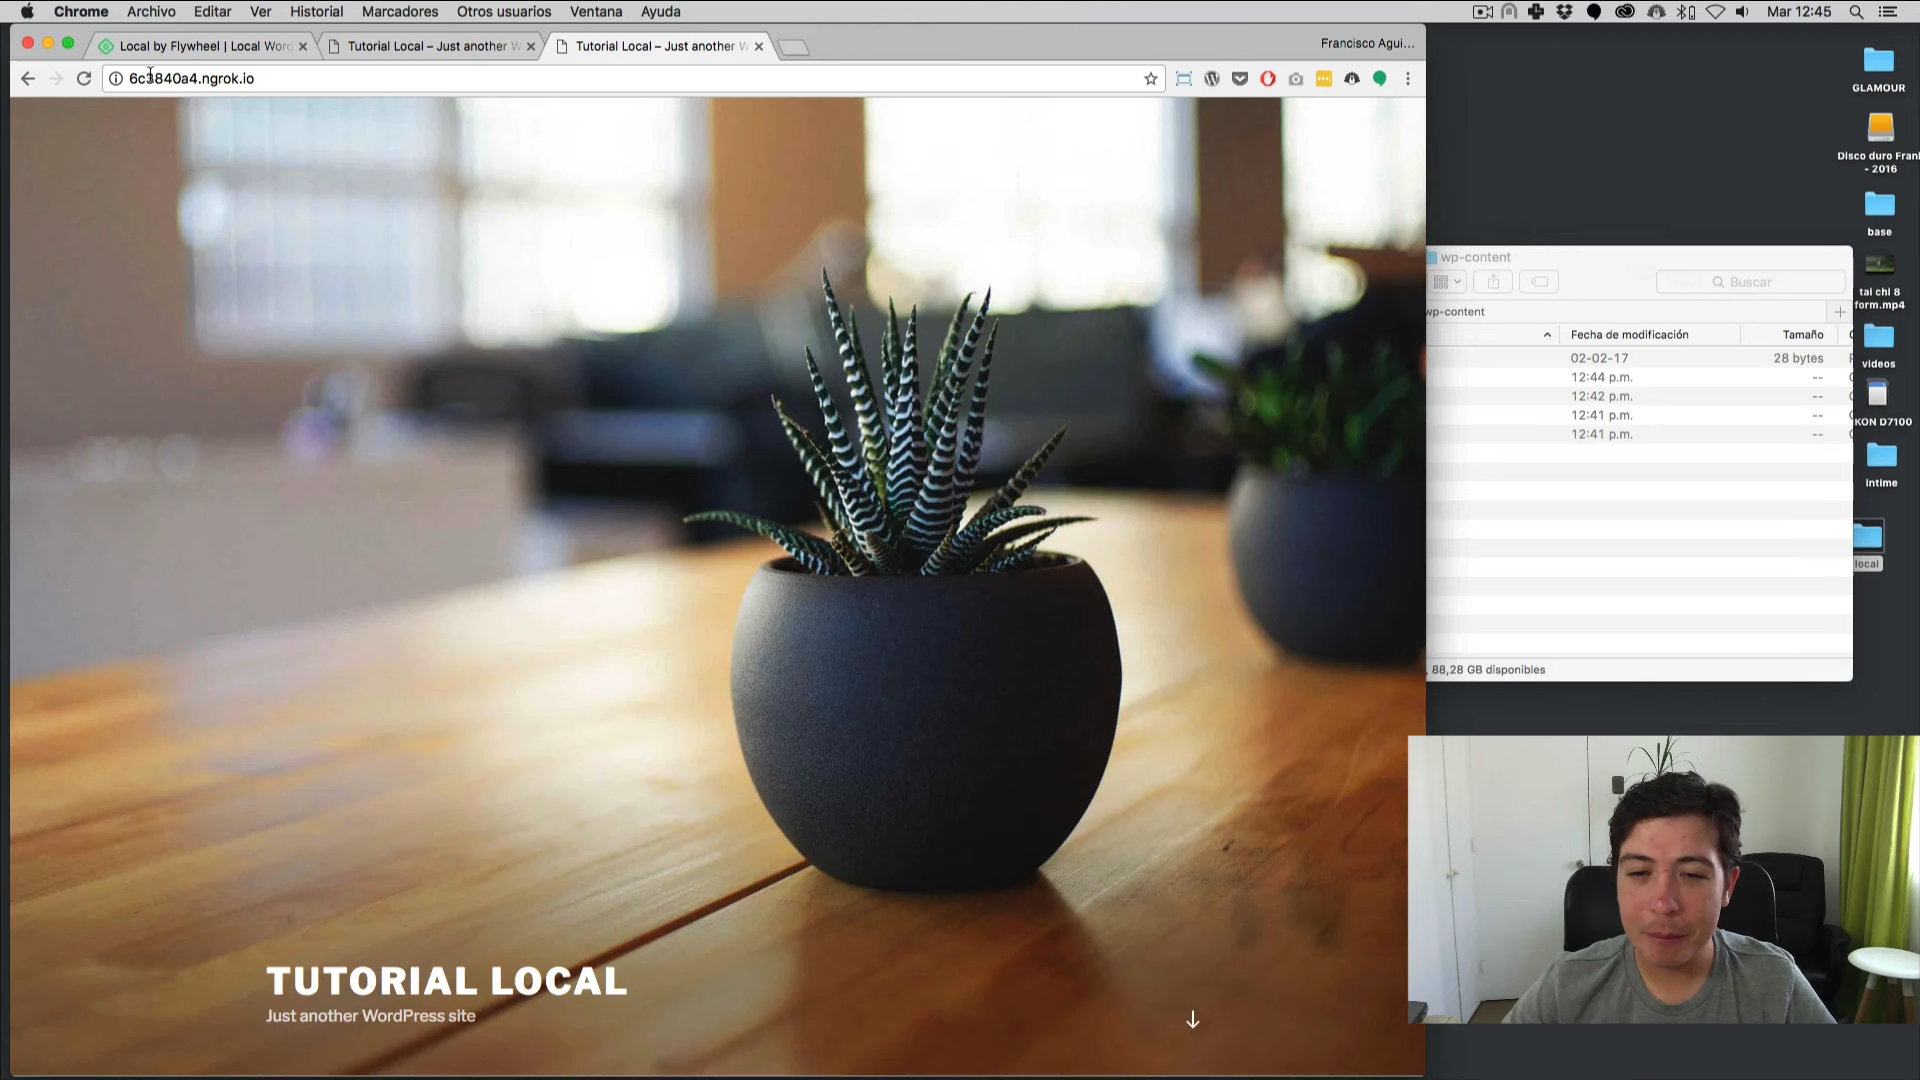 Chrome Archivo Editar Ver Historial Marcadores Otros usuarios Ventana Ayuda
Mar 12:45
Local by Flywheel | Local Word
Tutorial Local – Just another W
Tutorial Local – Just another W
Francisco Agui...
6c3840a4.ngrok.io
GLAMOUR
Disco duro Frank
- 2016
base
tai chi 8
form.mp4
videos
KON D7100
intime
local
wp-content
Buscar
wp-content
Fecha de modificación Tamaño
02-02-17 28 bytes
12:44 p.m. --
12:42 p.m. --
12:41 p.m. --
12:41 p.m. --
88,28 GB disponibles
TUTORIAL LOCAL
Just another WordPress site